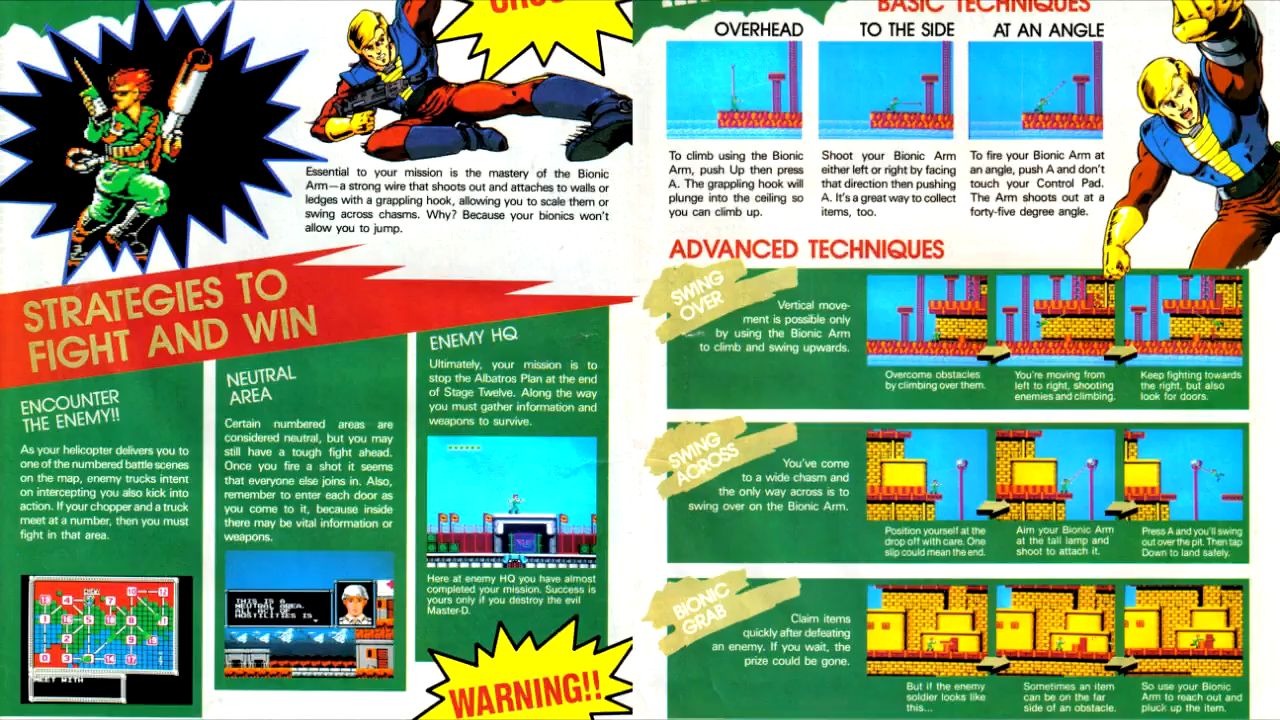 Essential to your mission is the mastery of the Bionic
Arm—a strong wire that shoots out and attaches to walls or
ledges with a grappling hook, allowing you to scale them or
swing across chasms. Why? Because your bionics won't
allow you to jump.
STRATEGIES TO
FIGHT AND WIN
ENCOUNTER
THE ENEMY!!
As your helicopter delivers you to
one of the numbered battle scenes
on the map, enemy trucks intent
on intercepting you also kick into
action. If your chopper and a truck
meet at a number, then you must
fight in that area.
MEET WITH
NEUTRAL
AREA
Certain numbered areas are
considered neutral, but you may
still have a tough fight ahead.
Once you fire a shot it seems
that everyone else joins in. Also,
remember to enter each door as
you come to it, because inside
there may be vital information or
weapons.
THIS IS A
NEUTRAL AREA.
ALL ACT OF
HOSTILITIES IS
ENEMY HQ
Ultimately, your mission is to
stop the Albatros Plan at the end
of Stage Twelve. Along the way
you must gather information and
weapons to survive.
Here at enemy HQ you have almost
completed your mission. Success is
yours only if you destroy the evil
Master-D.
WARNING!!
BASIC TECHNIQUES
OVERHEAD
To climb using the Bionic
Arm, push Up then press
A. The grappling hook will
plunge into the ceiling so
you can climb up.
TO THE SIDE
Shoot your Bionic Arm
either left or right by facing
that direction then pushing
A. It's a great way to collect
items, too.
AT AN ANGLE
To fire your Bionic Arm at
an angle, push A and don't
touch your Control Pad.
The Arm shoots out at a
forty-five degree angle.
ADVANCED TECHNIQUES
SWING
OVER
Vertical move-
ment is possible only
by using the Bionic Arm
to climb and swing upwards.
Overcome obstacles
by climbing over them.
You're moving from
left to right, shooting
enemies and climbing.
Keep fighting towards
the right, but also
look for doors.
SWING
ACROSS
You've come
to a wide chasm and
the only way across is to
swing over on the Bionic Arm.
Position yourself at the
drop off with care. One
slip could mean the end.
Aim your Bionic Arm
at the tall lamp and
shoot to attach it.
Press A and you'll swing
out over the pit. Then tap
Down to land safely.
BIONIC
GRAB
Claim items
quickly after defeating
an enemy. If you wait, the
prize could be gone.
But if the enemy
soldier looks like
this...
Sometimes an item
can be on the far
side of an obstacle.
So use your Bionic
Arm to reach out and
pluck up the item.